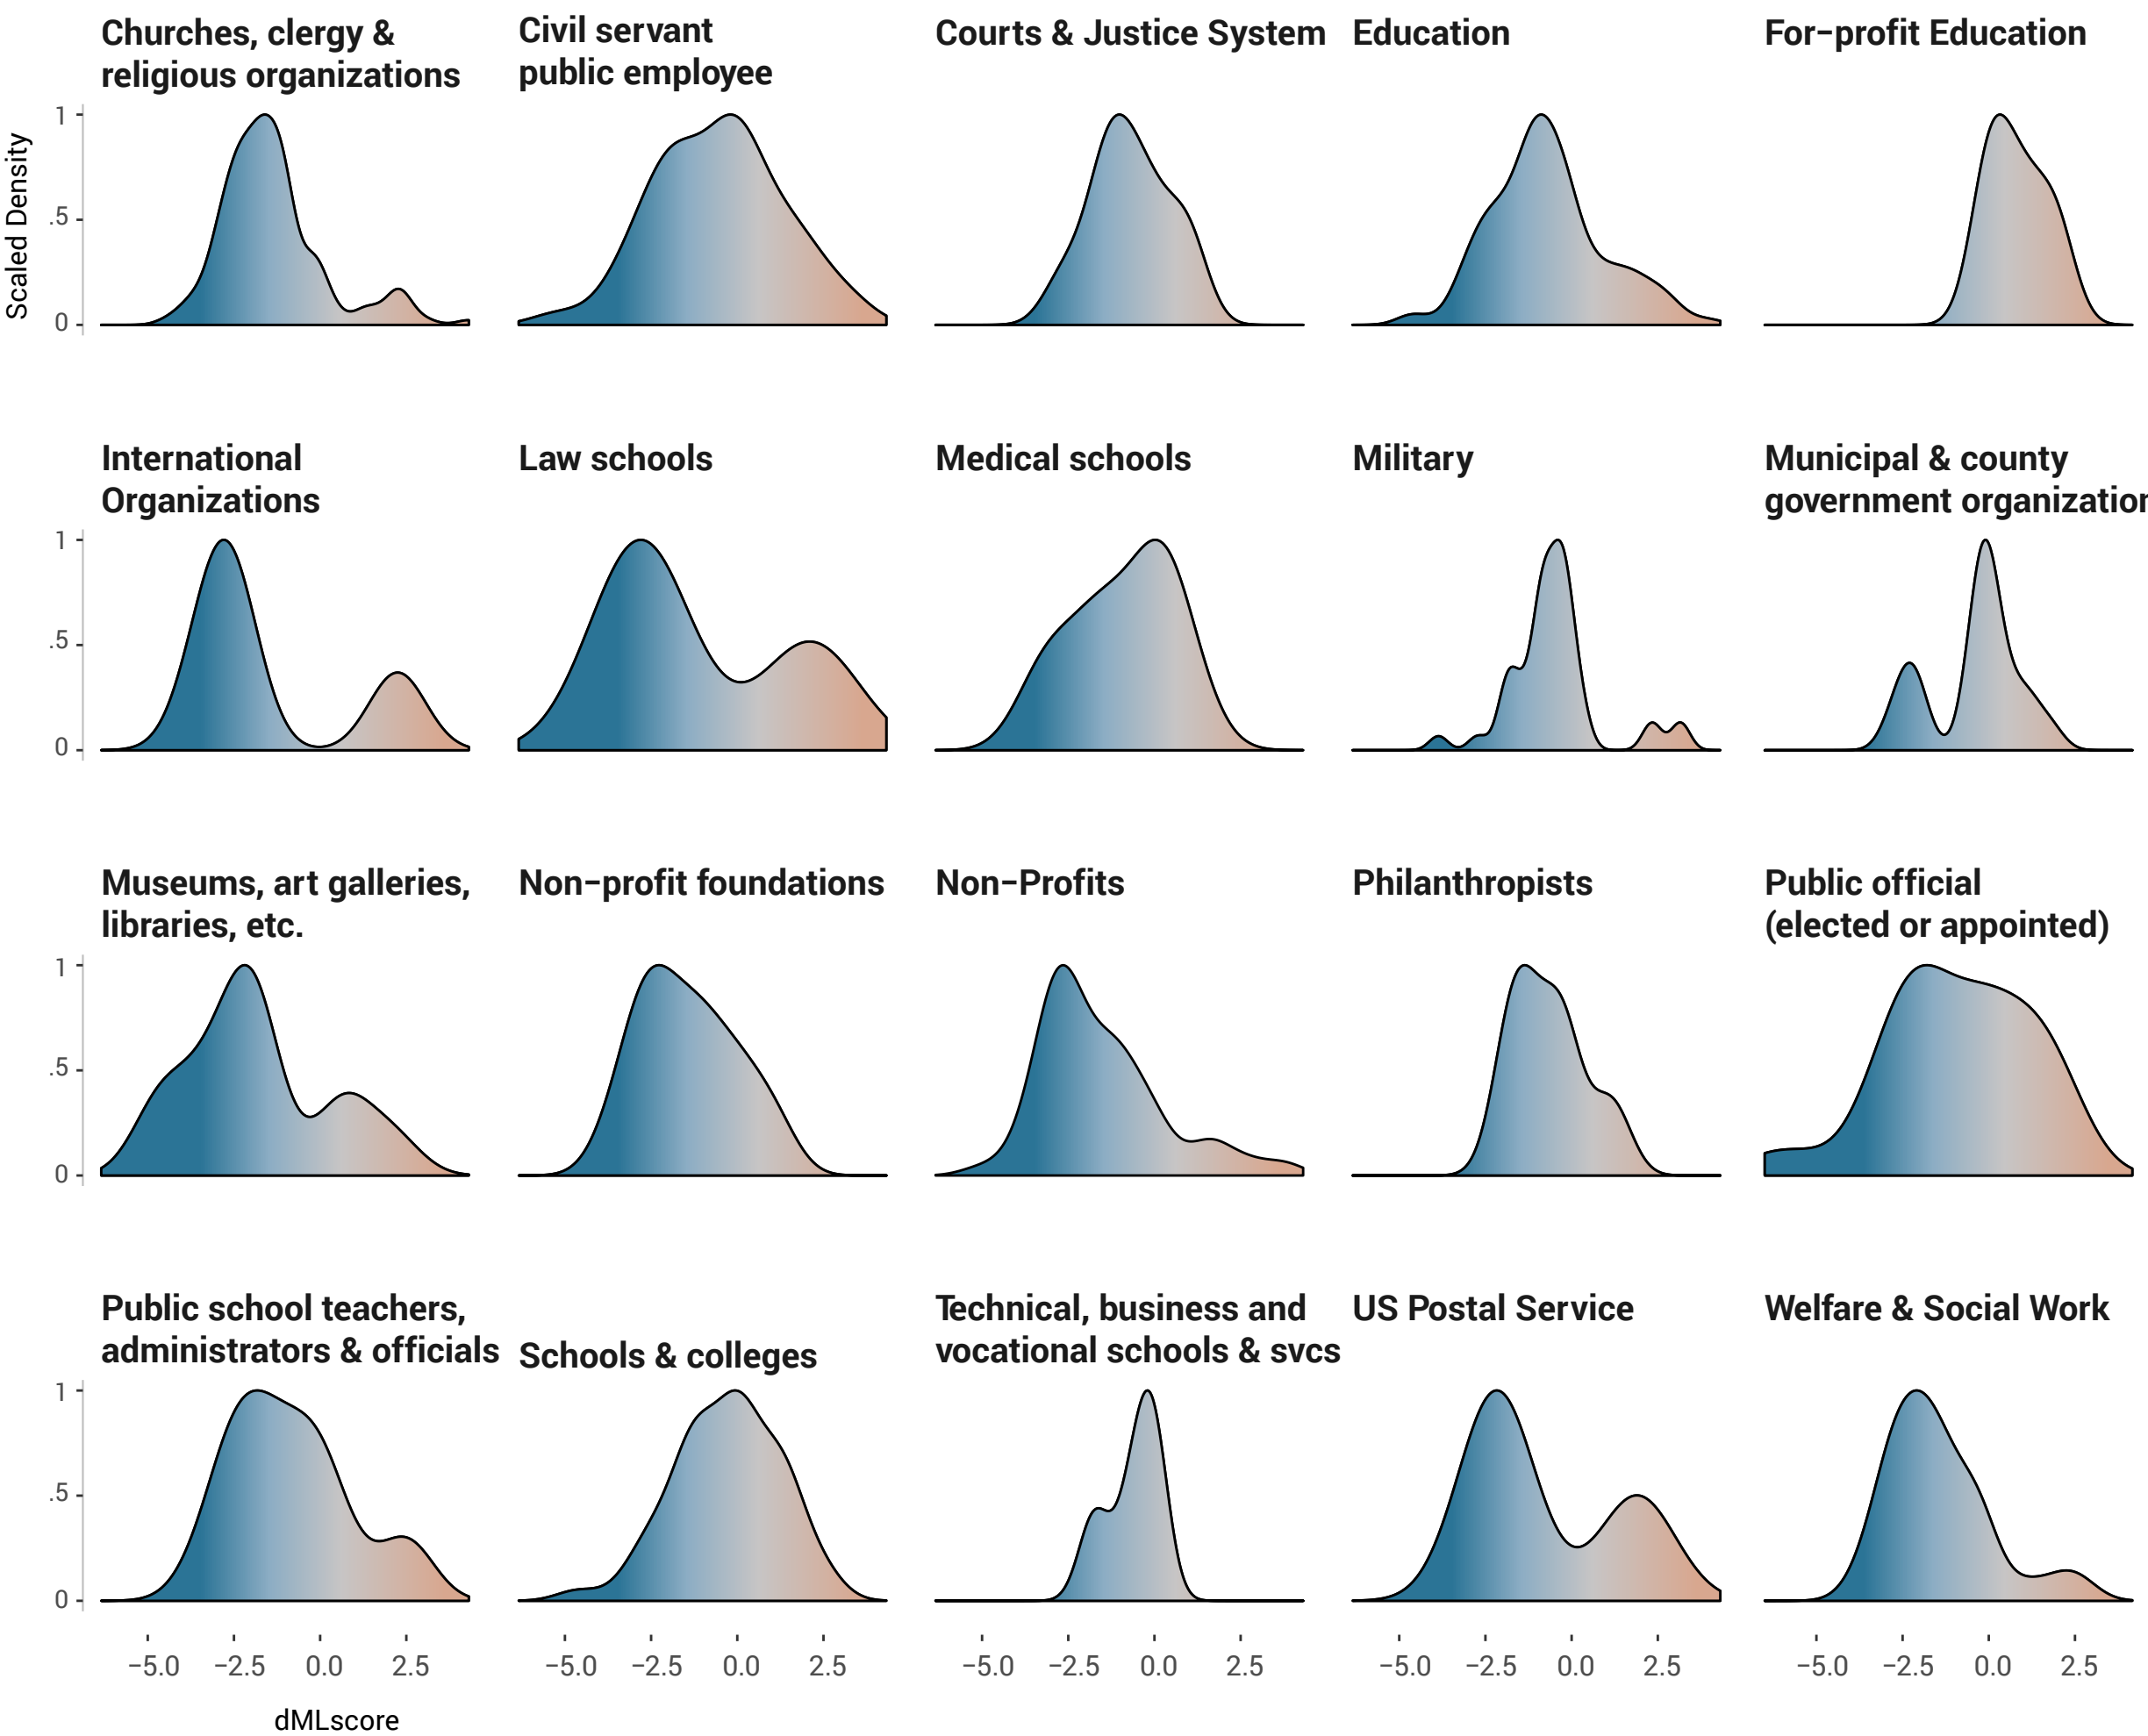 Churches, clergy &
religious organizations
Civil servant
public employee
Courts & Justice System
Education
For-profit Education
Scaled Density
1
.5
0
International
Organizations
Law schools
Medical schools
Military
Municipal & county
government organization
1
.5
0
Museums, art galleries,
libraries, etc.
Non-profit foundations
Non-Profits
Philanthropists
Public official
(elected or appointed)
1
.5
0
Public school teachers,
administrators & officials
Schools & colleges
Technical, business and
vocational schools & svcs
US Postal Service
Welfare & Social Work
1
.5
0
−5.0 −2.5 0.0 2.5
−5.0 −2.5 0.0 2.5
−5.0 −2.5 0.0 2.5
−5.0 −2.5 0.0 2.5
−5.0 −2.5 0.0 2.5
dMLscore